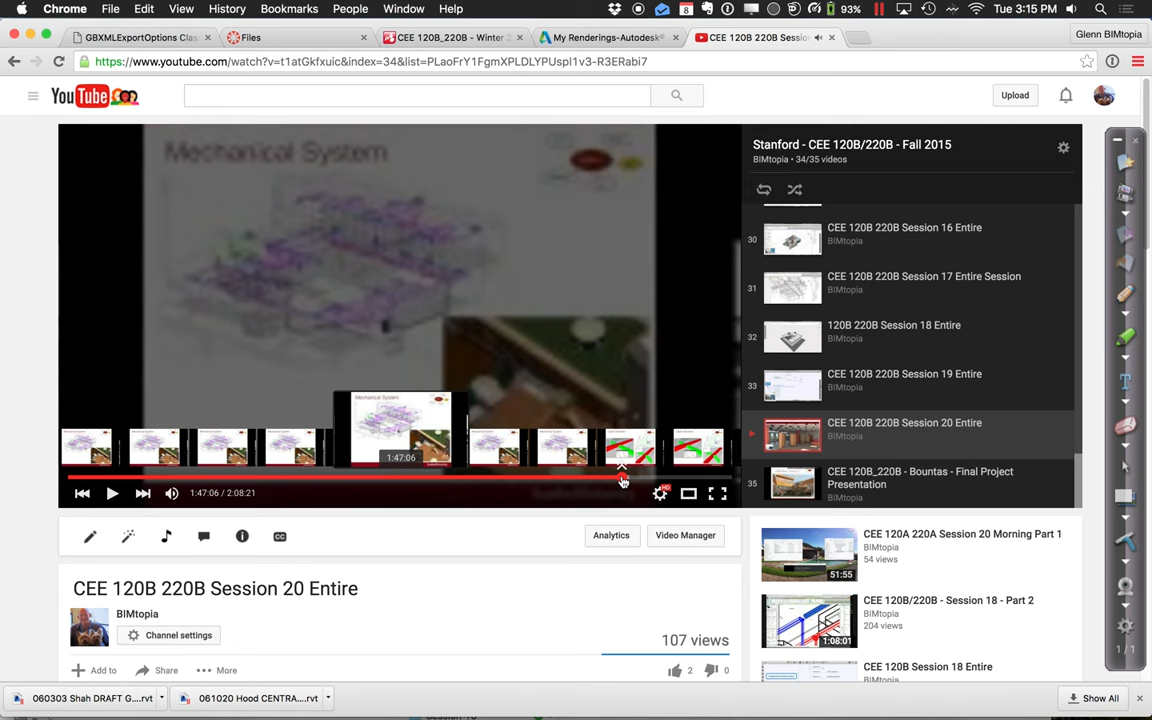 Chrome File Edit View History Bookmarks People Window Help 8 93% Tue 3:15 PM
GBXMLExportOptions Clas × Files × CEE 120B_220B - Winter 2 × My Renderings-Autodesk® × CEE 120B 220B Sessio × Glenn BIMtopia
https://www.youtube.com/watch?v=t1atGkfxuic&index=34&list=PLaoFrY1FgmXPLDLYPUspl1v3-R3ERabi7
YouTube Upload
Mechanical System
Stanford - CEE 120B/220B - Fall 2015
BIMtopia • 34/35 videos
30 CEE 120B 220B Session 16 Entire
BIMtopia
31 CEE 120B 220B Session 17 Entire Session
BIMtopia
32 120B 220B Session 18 Entire
BIMtopia
33 CEE 120B 220B Session 19 Entire
BIMtopia
CEE 120B 220B Session 20 Entire
BIMtopia
35 CEE 120B_220B - Bountas - Final Project
Presentation
BIMtopia
Mechanical System
1:47:06
1:47:06 / 2:08:21 HD
Analytics Video Manager
CEE 120B 220B Session 20 Entire
BIMtopia
Channel settings
107 views
Add to Share More 2 0
CEE 120A 220A Session 20 Morning Part 1
BIMtopia
54 views
51:55
CEE 120B/220B - Session 18 - Part 2
BIMtopia
204 views
1:08:01
CEE 120B Session 18 Entire
BIMtopia
1 / 1
060303 Shah DRAFT G....rvt 061020 Hood CENTRA....rvt Show All